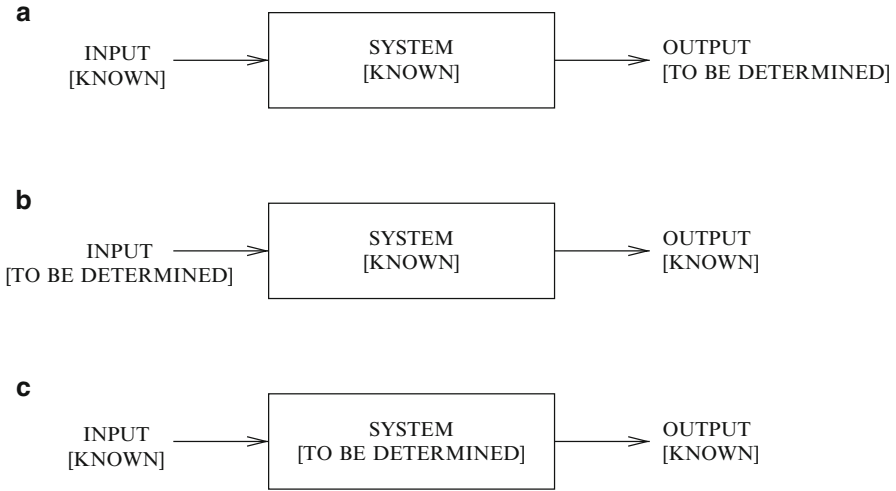 a
INPUT
[KNOWN]
SYSTEM
[KNOWN]
OUTPUT
[TO BE DETERMINED]
b
INPUT
[TO BE DETERMINED]
SYSTEM
[KNOWN]
OUTPUT
[KNOWN]
c
INPUT
[KNOWN]
SYSTEM
[TO BE DETERMINED]
OUTPUT
[KNOWN]